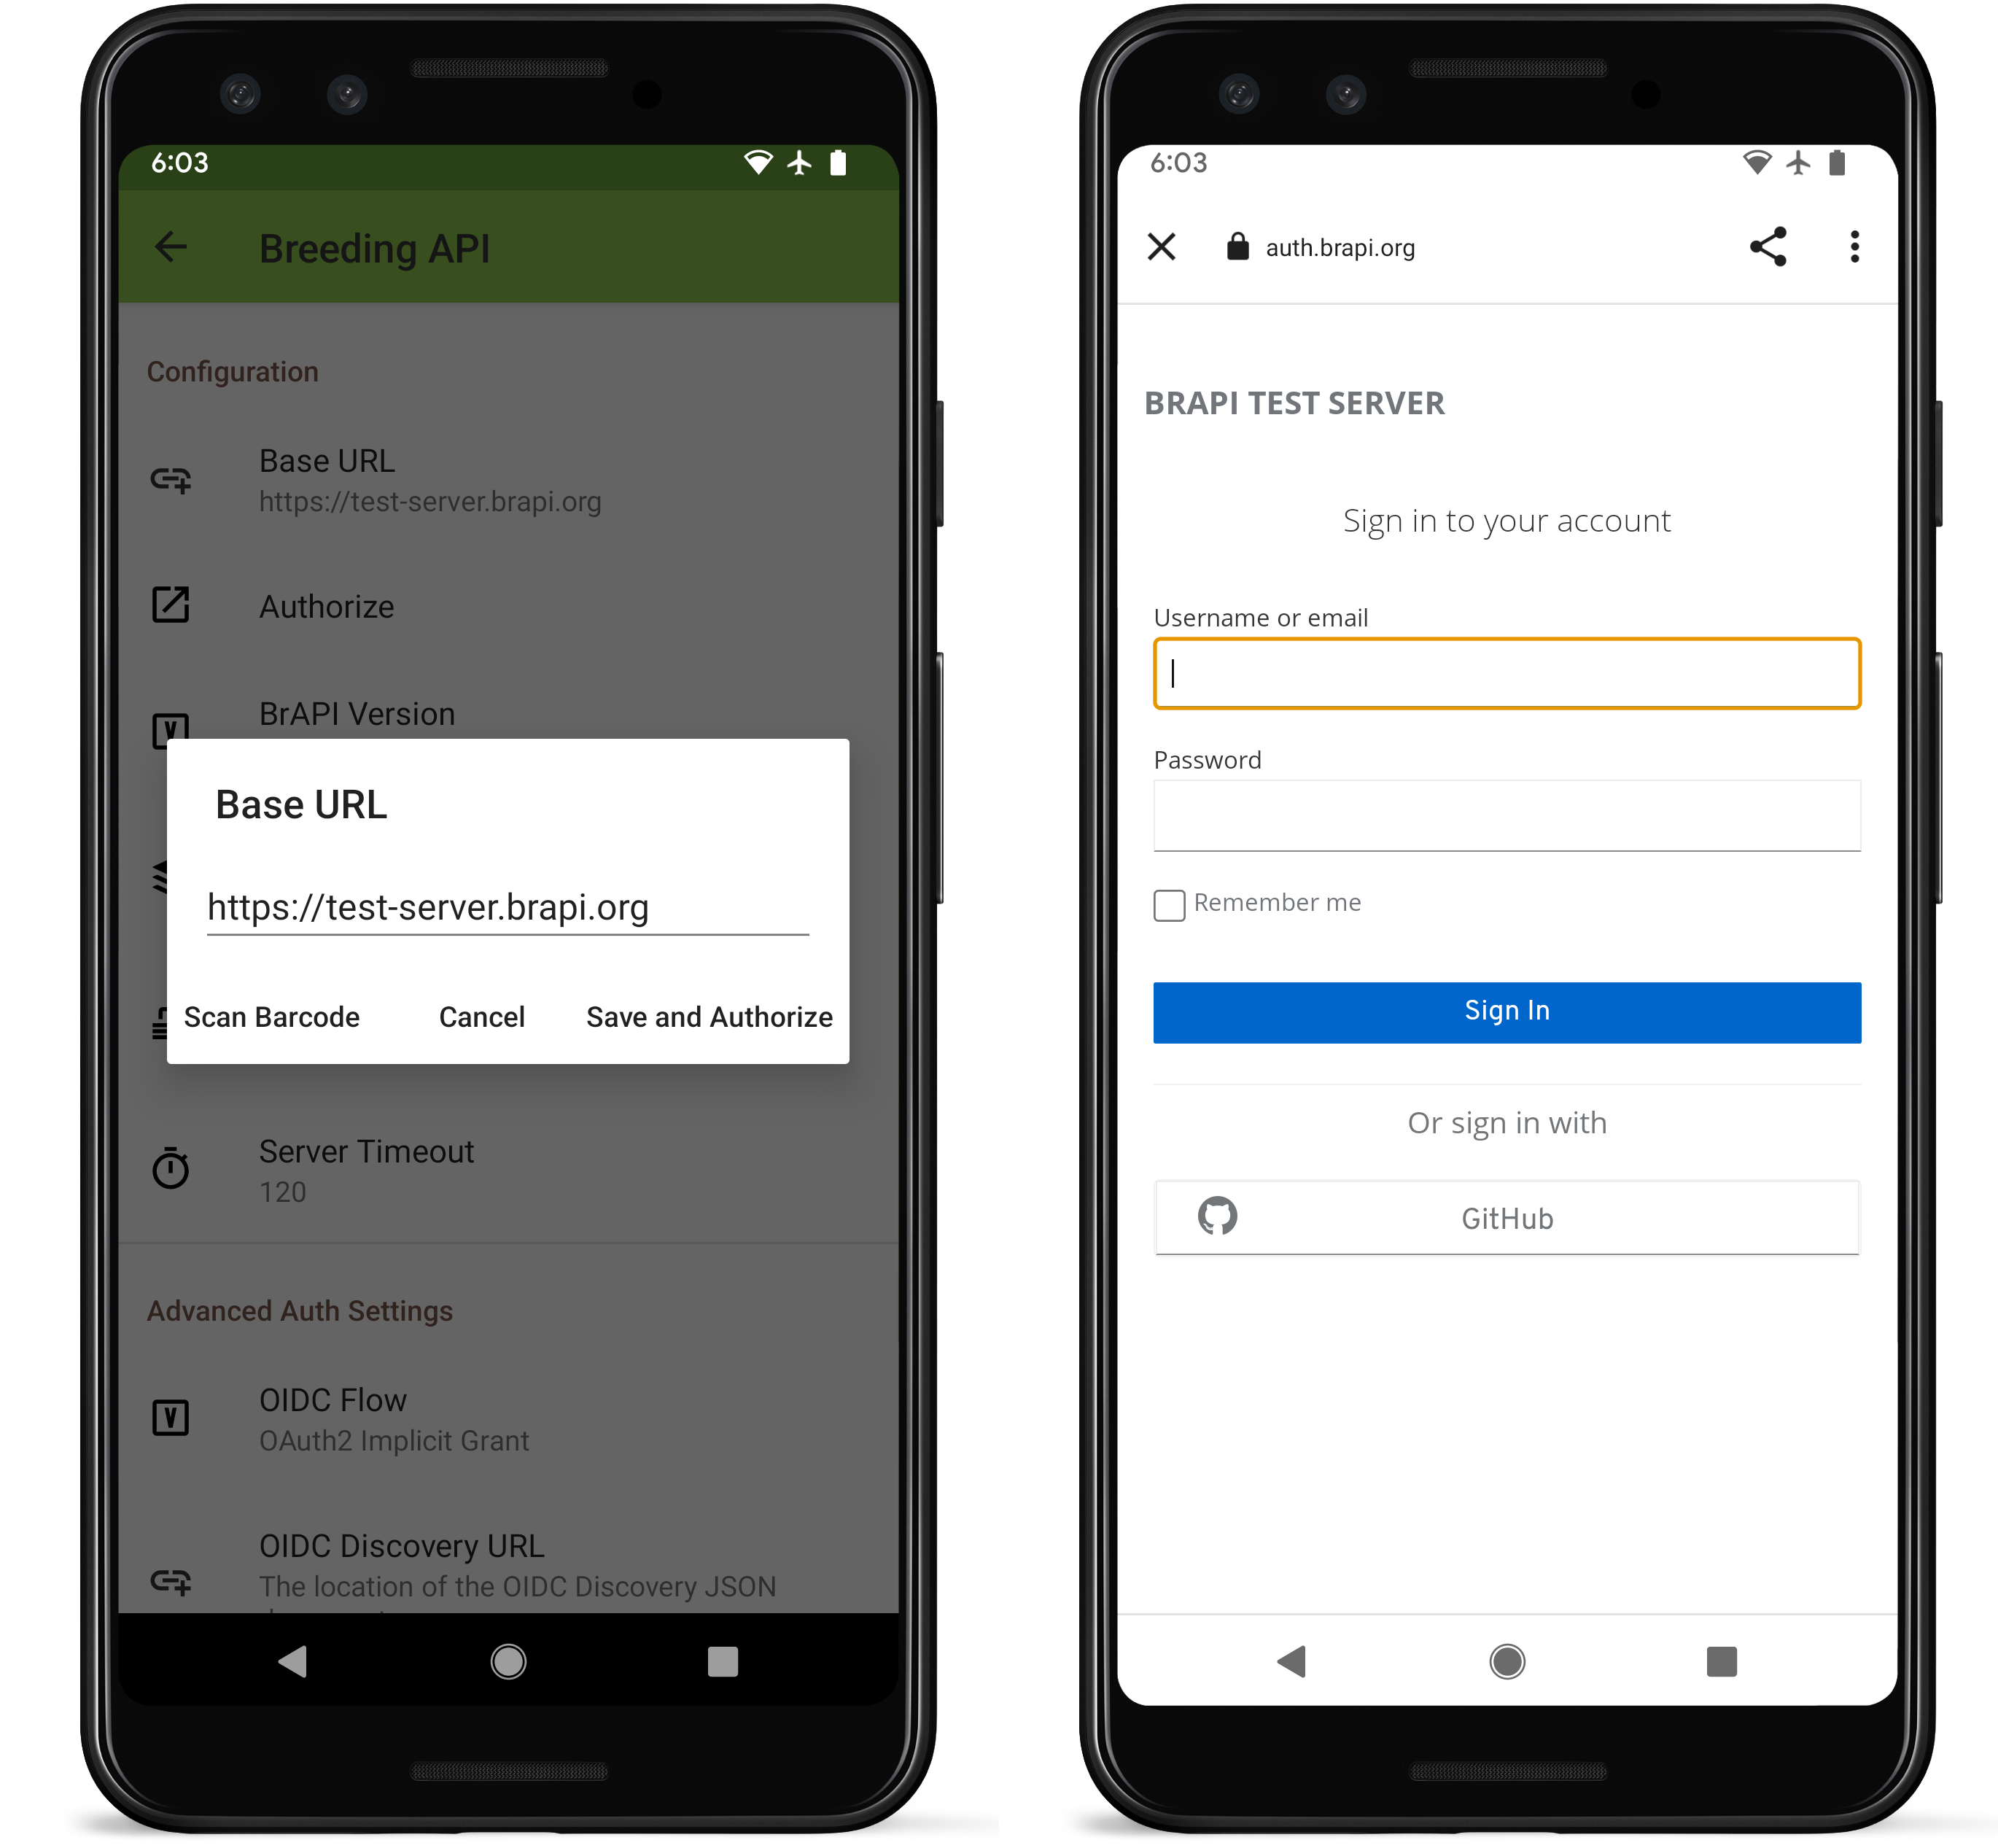 6:03
Breeding API
Configuration
Base URL
https://test-server.brapi.org
Authorize
BrAPI Version
Base URL
https://test-server.brapi.org
Scan Barcode Cancel Save and Authorize
Server Timeout
120
Advanced Auth Settings
OIDC Flow
OAuth2 Implicit Grant
OIDC Discovery URL
The location of the OIDC Discovery JSON
6:03
auth.brapi.org
BRAPI TEST SERVER
Sign in to your account
Username or email
Password
Remember me
Sign In
Or sign in with
GitHub